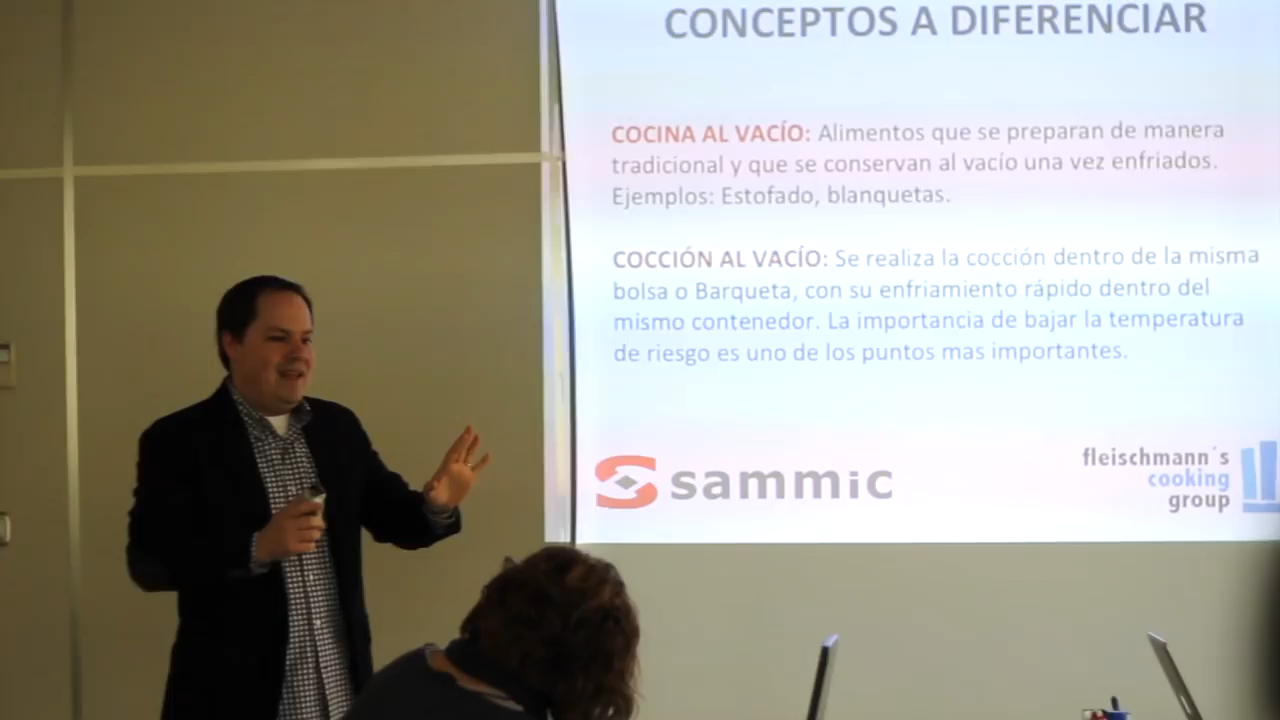 CONCEPTOS A DIFERENCIAR
COCINA AL VACÍO: Alimentos que se preparan de manera
tradicional y que se conservan al vacío una vez enfriados.
Ejemplos: Estofado, blanquetas.
COCCIÓN AL VACÍO: Se realiza la cocción dentro de la misma
bolsa o Barqueta, con su enfriamiento rápido dentro del
mismo contenedor. La importancia de bajar la temperatura
de riesgo es uno de los puntos mas importantes.
sammic
fleischmann´s
cooking
group